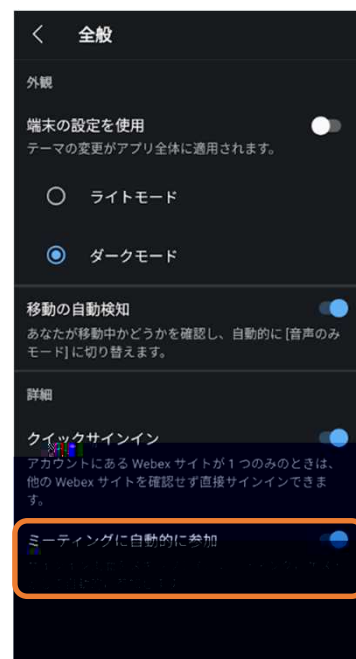 全般
外観
端末の設定を使用
テーマの変更がアプリ全体に適用されます。
ライトモード
ダークモード
移動の自動検知
あなたが移動中かどうかを確認し、自動的に [音声のみ
モード] に切り替えます。
詳細
クイックサインイン
アカウントにある Webex サイトが 1 つのみのときは、
他の Webex サイトを確認せず直接サインインできま
す。
ミーティングに自動的に参加